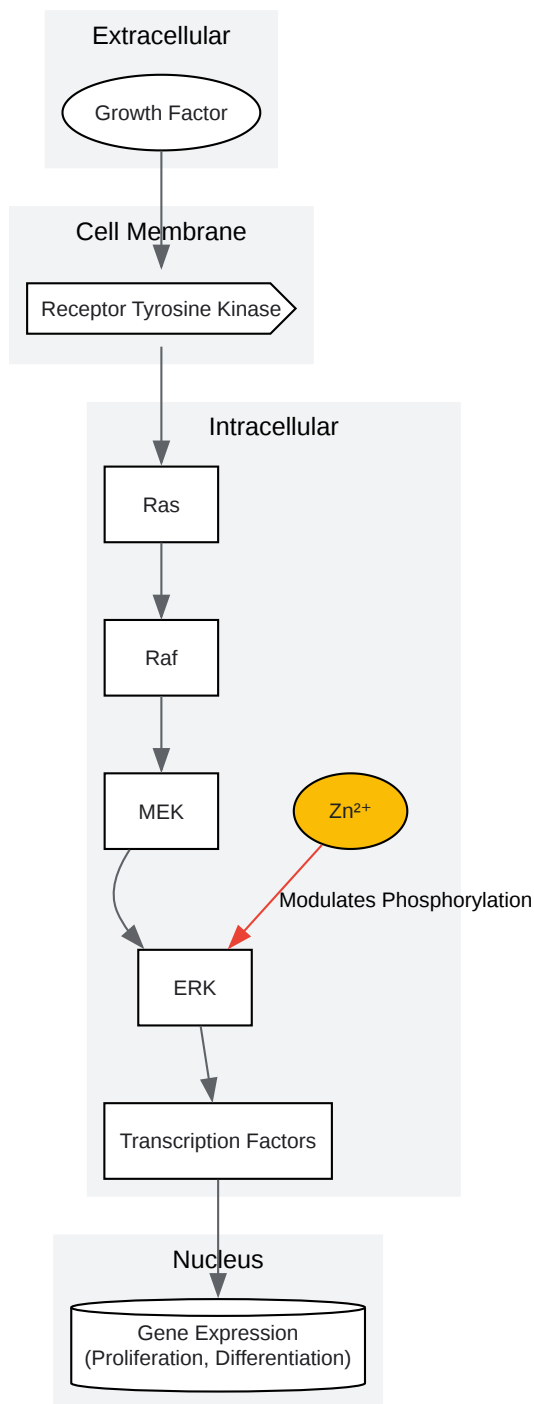 Extracellular
Growth Factor
Cell Membrane
Receptor Tyrosine Kinase
Intracellular
Ras
Raf
MEK
Zn²⁺
Modulates Phosphorylation
ERK
Transcription Factors
Nucleus
Gene Expression
(Proliferation, Differentiation)